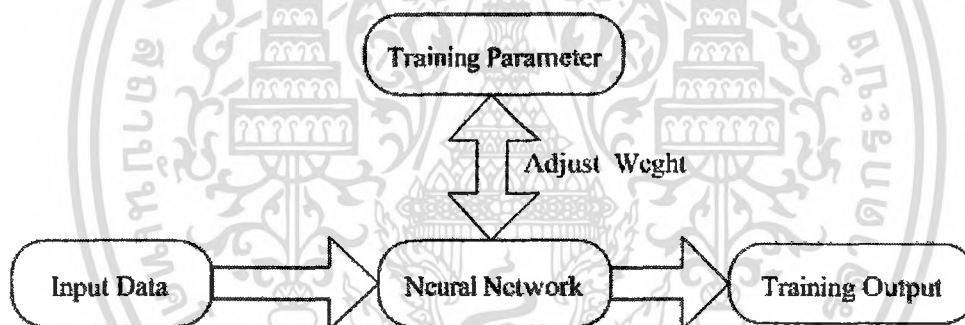 Training Parameter
Adjust Weght
Input Data
Neural Network
Training Output